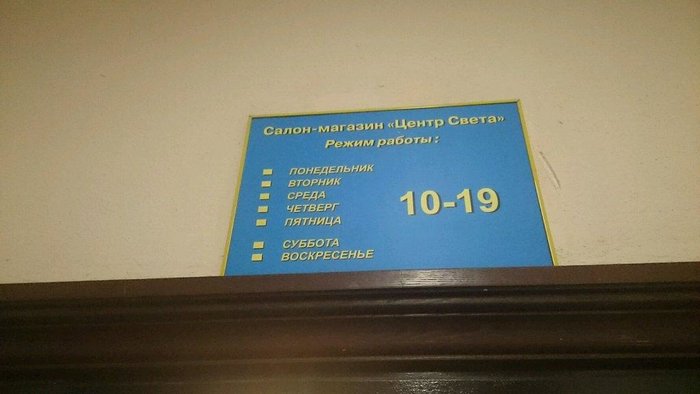 Салон-магазин «Центр Света»
Режим работы:
ПОНЕДЕЛЬНИК
ВТОРНИК
СРЕДА
ЧЕТВЕРГ
ПЯТНИЦА
10-19
СУББОТА
ВОСКРЕСЕНЬЕ